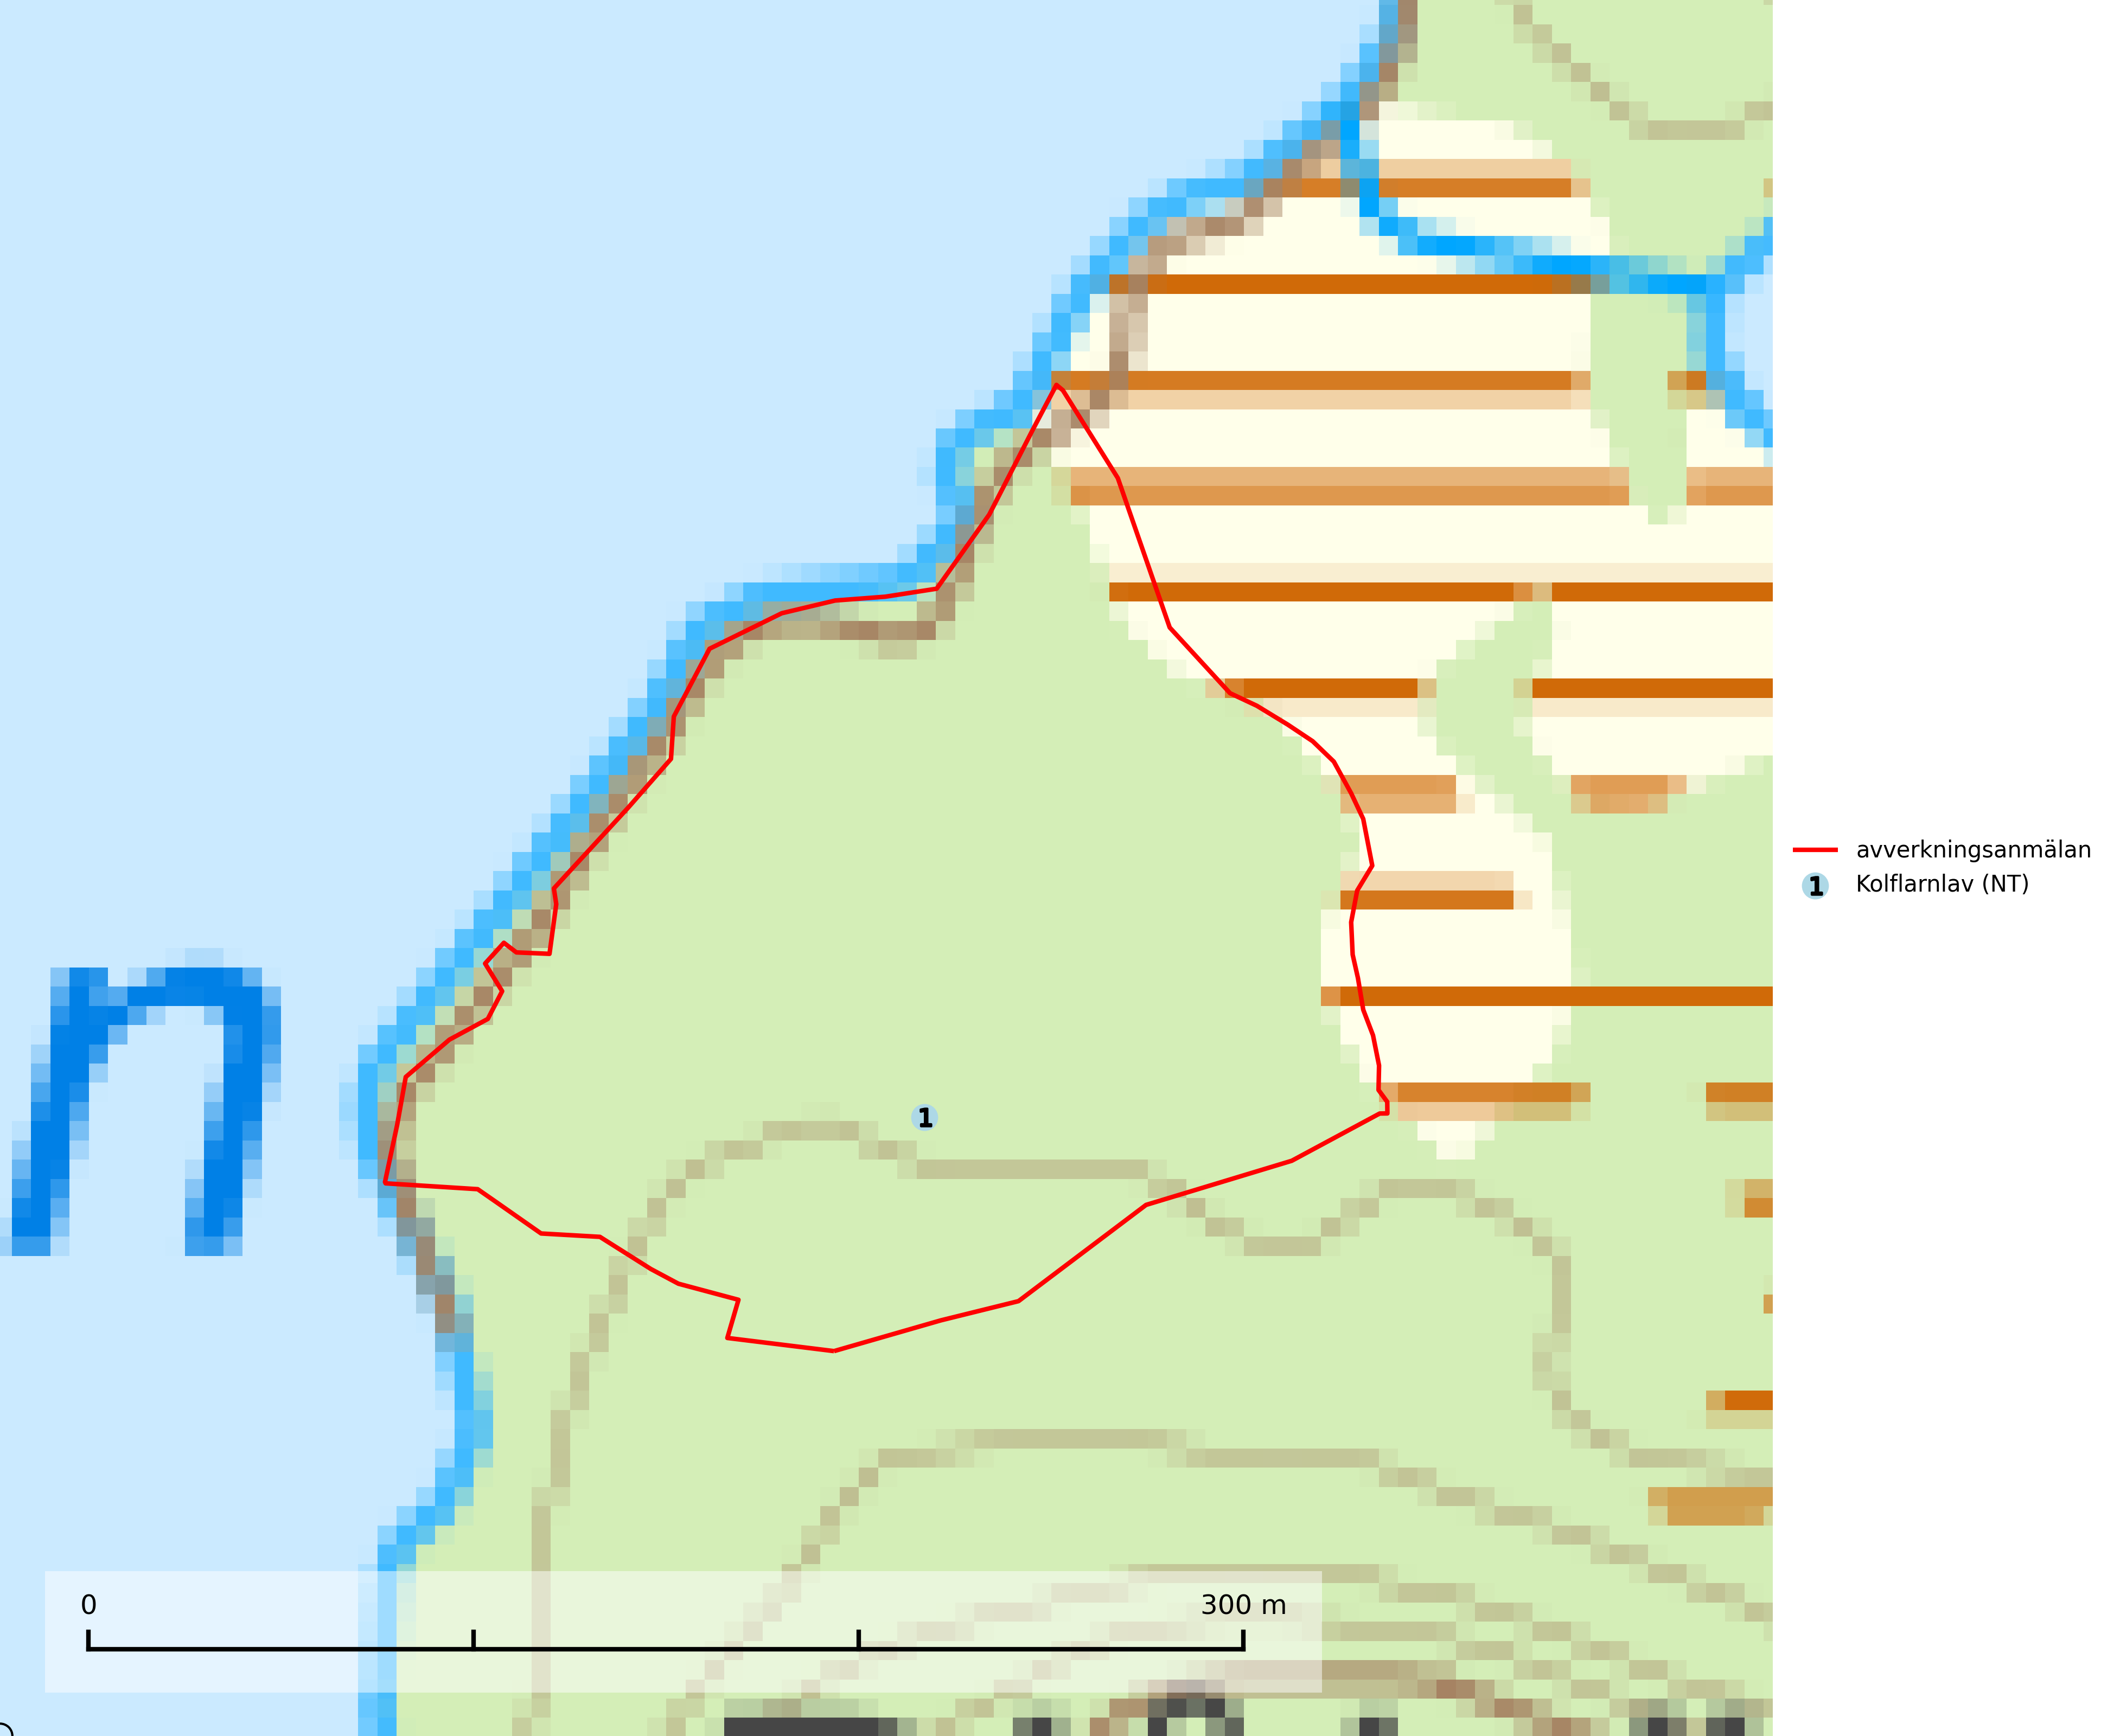 avverkningsanmälan
1 Kolflarnlav (NT)
1
n
0 300 m